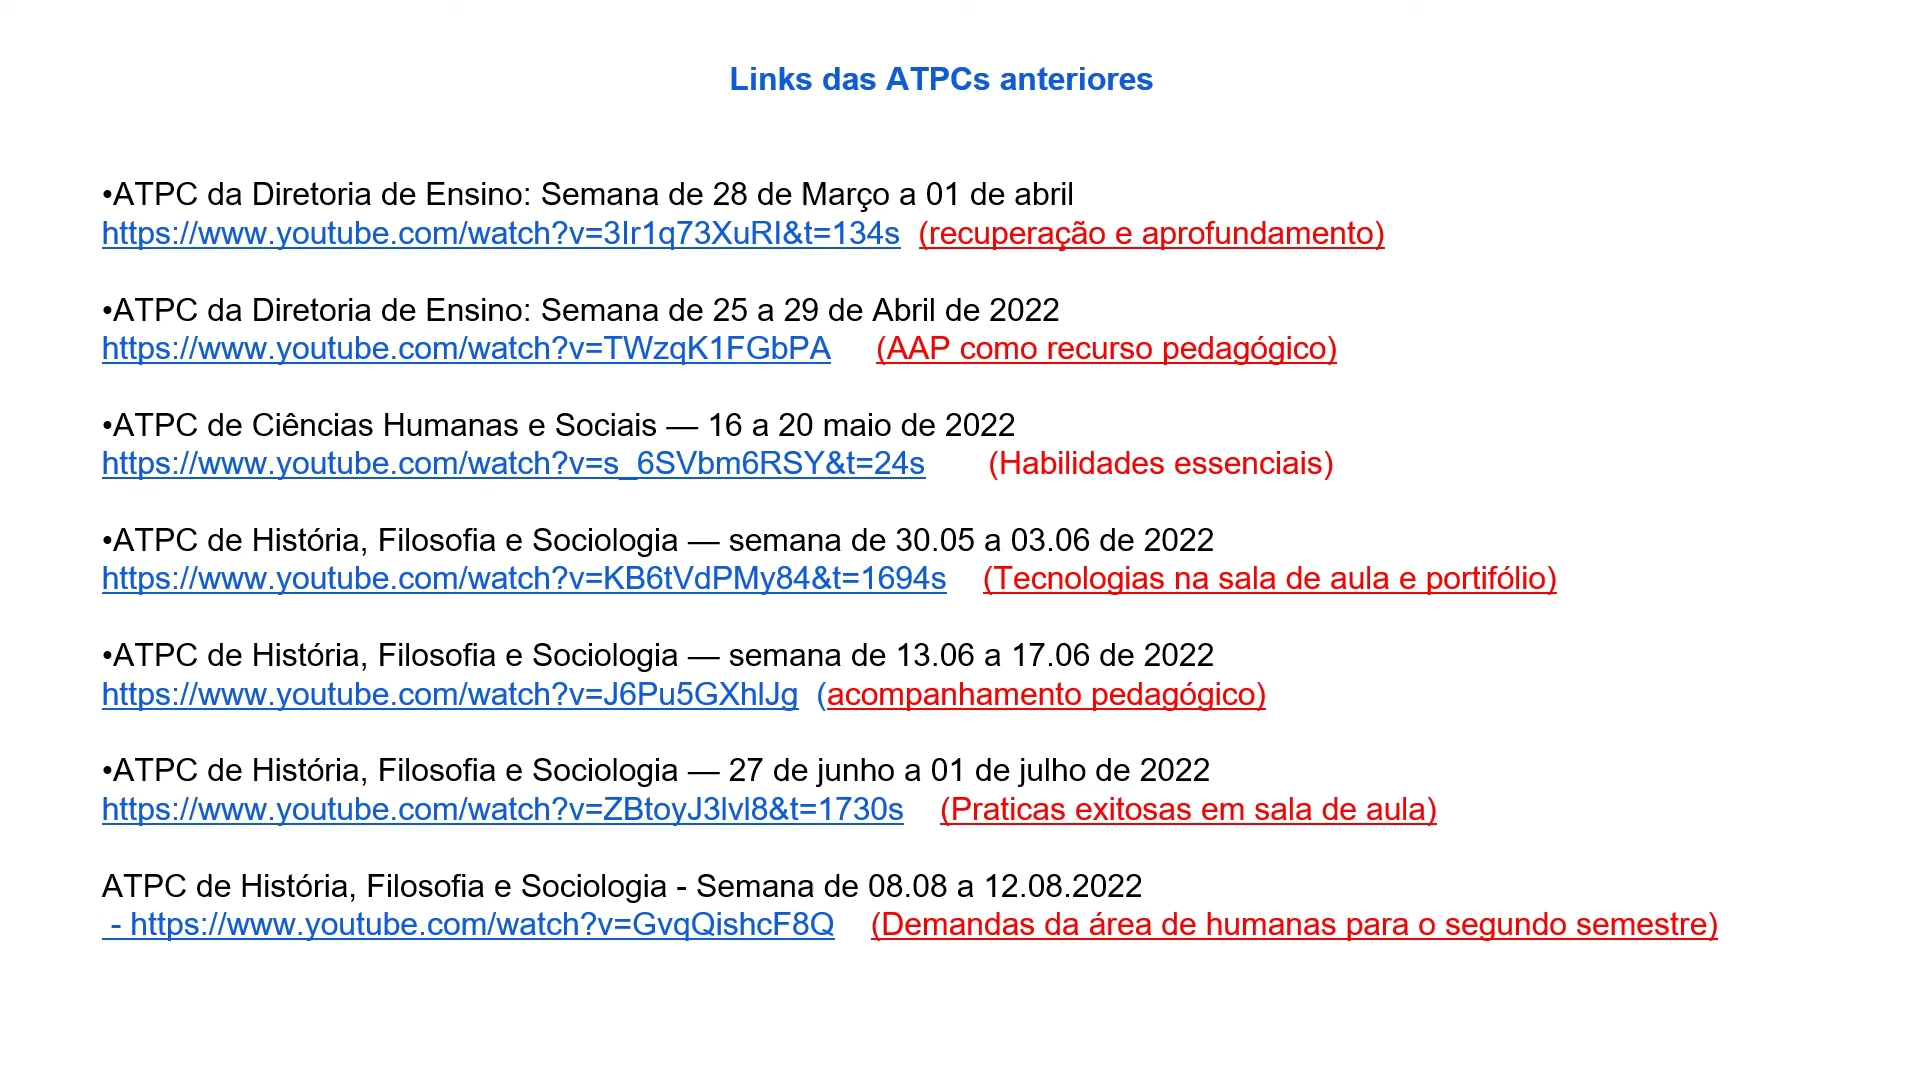 Links das ATPCs anteriores
•ATPC da Diretoria de Ensino: Semana de 28 de Março a 01 de abril
https://www.youtube.com/watch?v=3Ir1q73XuRI&t=134s (recuperação e aprofundamento)
•ATPC da Diretoria de Ensino: Semana de 25 a 29 de Abril de 2022
https://www.youtube.com/watch?v=TWzqK1FGbPA (AAP como recurso pedagógico)
•ATPC de Ciências Humanas e Sociais — 16 a 20 maio de 2022
https://www.youtube.com/watch?v=s_6SVbm6RSY&t=24s (Habilidades essenciais)
•ATPC de História, Filosofia e Sociologia — semana de 30.05 a 03.06 de 2022
https://www.youtube.com/watch?v=KB6tVdPMy84&t=1694s (Tecnologias na sala de aula e portifólio)
•ATPC de História, Filosofia e Sociologia — semana de 13.06 a 17.06 de 2022
https://www.youtube.com/watch?v=J6Pu5GXhlJg (acompanhamento pedagógico)
•ATPC de História, Filosofia e Sociologia — 27 de junho a 01 de julho de 2022
https://www.youtube.com/watch?v=ZBtoyJ3lvl8&t=1730s (Praticas exitosas em sala de aula)
ATPC de História, Filosofia e Sociologia - Semana de 08.08 a 12.08.2022
- https://www.youtube.com/watch?v=GvqQishcF8Q (Demandas da área de humanas para o segundo semestre)